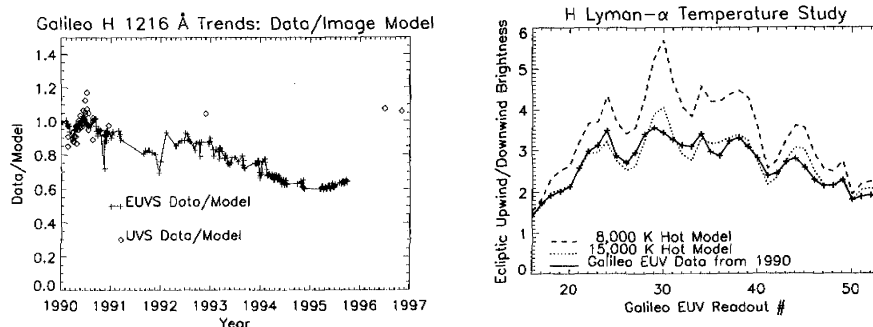 Galileo H 1216 Å Trends: Data/Image Model
Data/Model
1.4
1.2
1.0
0.8
0.6
0.4
0.2
0.0
EUVS Data/Model
UVS Data/Model
1990 1991 1992 1993 1994 1995 1996 1997
Year
H Lyman-α Temperature Study
Ecliptic Upwind/Downwind Brightness
6
5
4
3
2
1
0
8,000 K Hot Model
15,000 K Hot Model
Galileo EUV Data from 1990
20 30 40 50
Galileo EUV Readout #